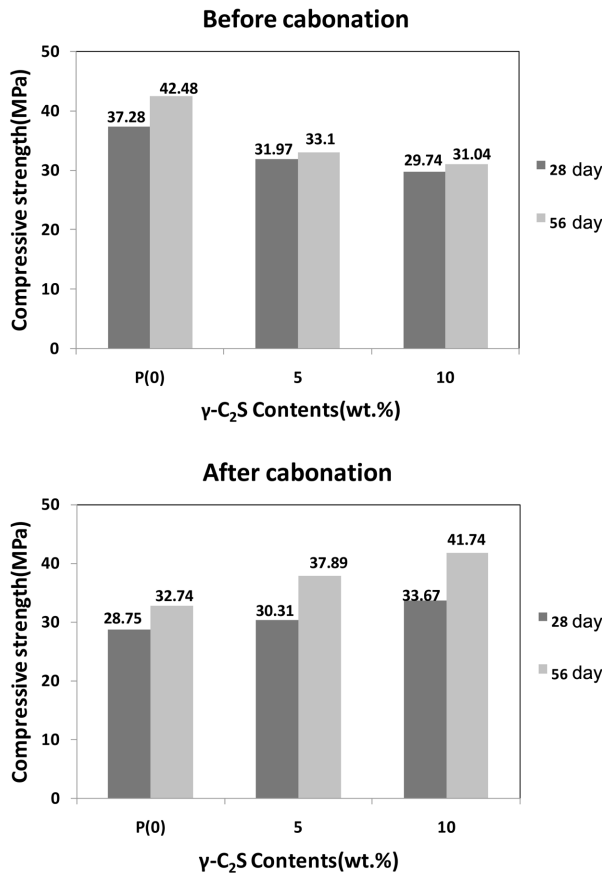 Before cabonation
Compressive strength(MPa)
50
40
30
20
10
0
37.28
42.48
31.97
33.1
29.74
31.04
P(0)
5
10
γ-C₂S Contents(wt.%)
28 day
56 day
After cabonation
Compressive strength(MPa)
50
40
30
20
10
0
28.75
32.74
30.31
37.89
33.67
41.74
P(0)
5
10
γ-C₂S Contents(wt.%)
28 day
56 day